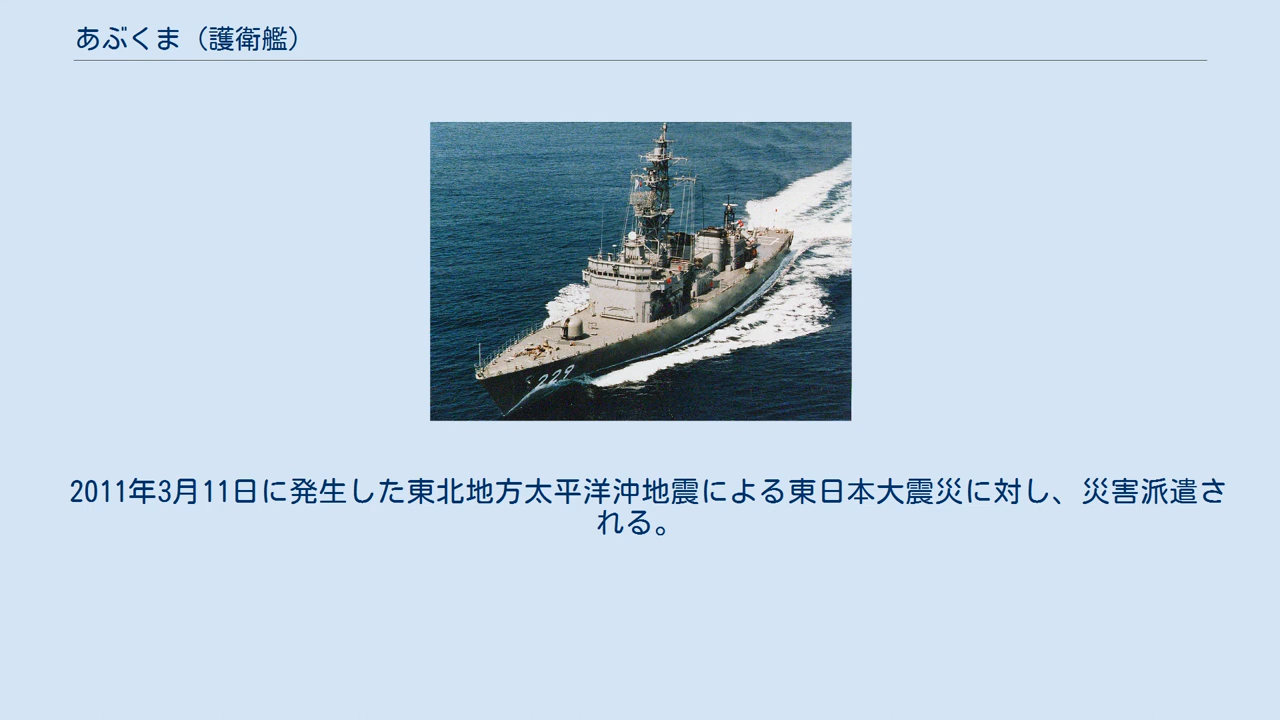 あぶくま（護衛艦）
229
2011年3月11日に発生した東北地方太平洋沖地震による東日本大震災に対し、災害派遣さ
れる。